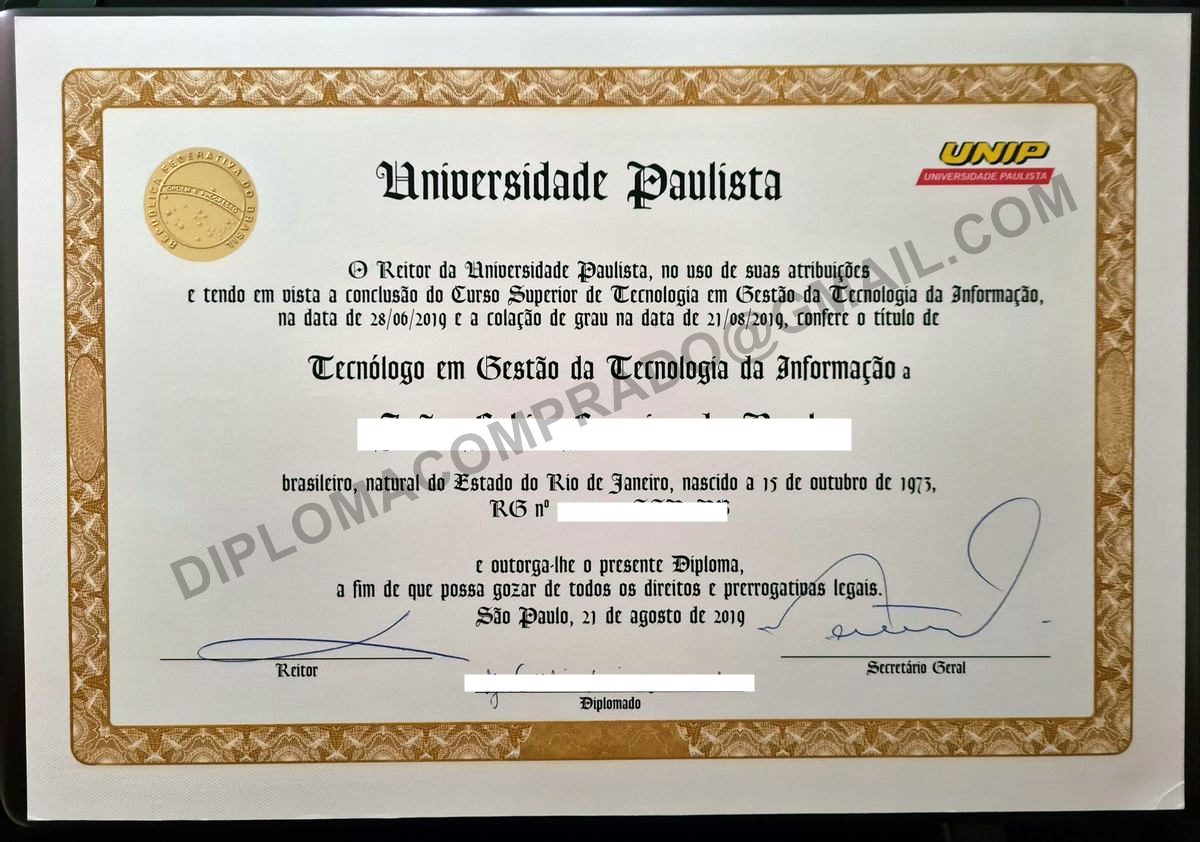 REPÚBLICA FEDERATIVA DO BRASIL
ORDEM E PROGRESSO
Universidade Paulista
UNIP
UNIVERSIDADE PAULISTA
O Reitor da Universidade Paulista, no uso de suas atribuições
e tendo em vista a conclusão do Curso Superior de Tecnologia em Gestão da Tecnologia da Informação,
na data de 28/06/2019 e a colação de grau na data de 21/08/2019, confere o título de
Tecnólogo em Gestão da Tecnologia da Informação a
brasileiro, natural do Estado do Rio de Janeiro, nascido a 15 de outubro de 1973,
RG nº
e outorga-lhe o presente Diploma,
a fim de que possa gozar de todos os direitos e prerrogativas legais.
São Paulo, 21 de agosto de 2019
Reitor
Diplomado
Secretário Geral
DIPLOMACOMPRADO@GMAIL.COM